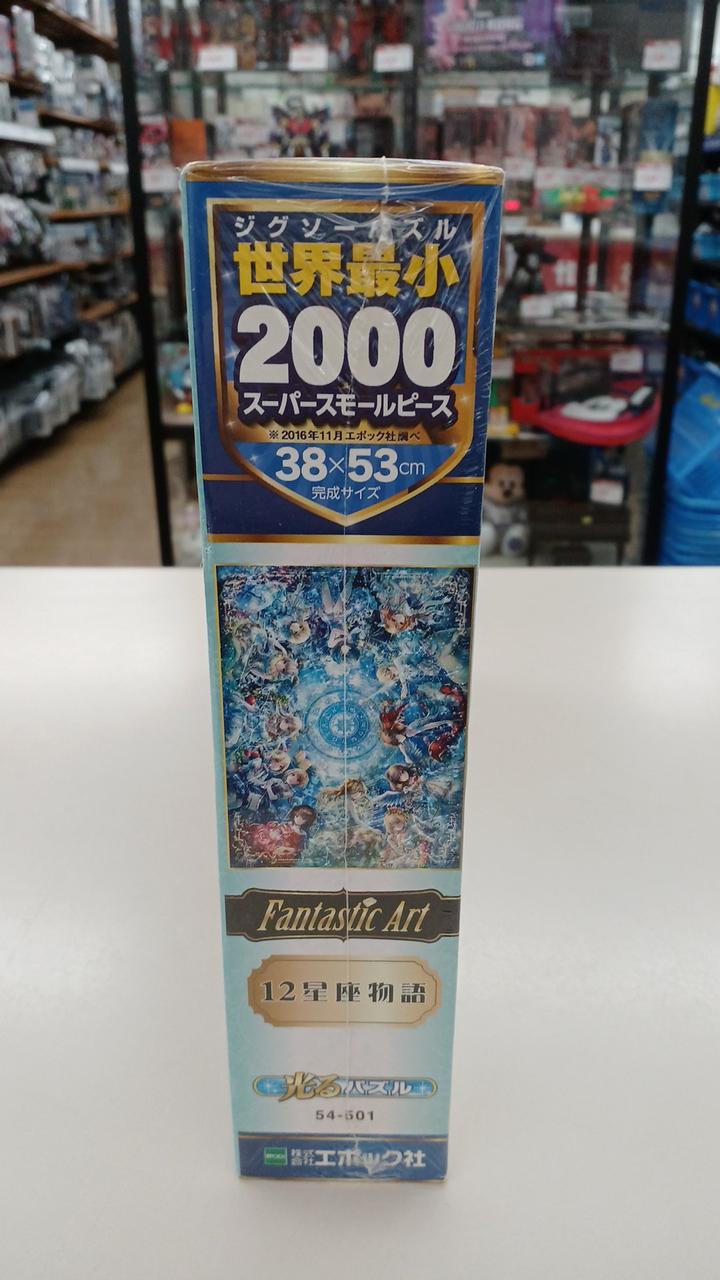 ジグソーパズル
世界最小
2000
スーパースモールピース
※2016年11月エポック社調べ
38×53cm
完成サイズ
Fantastic Art
12星座物語
光るパズル
54-501
EPOCH 株式会社エポック社